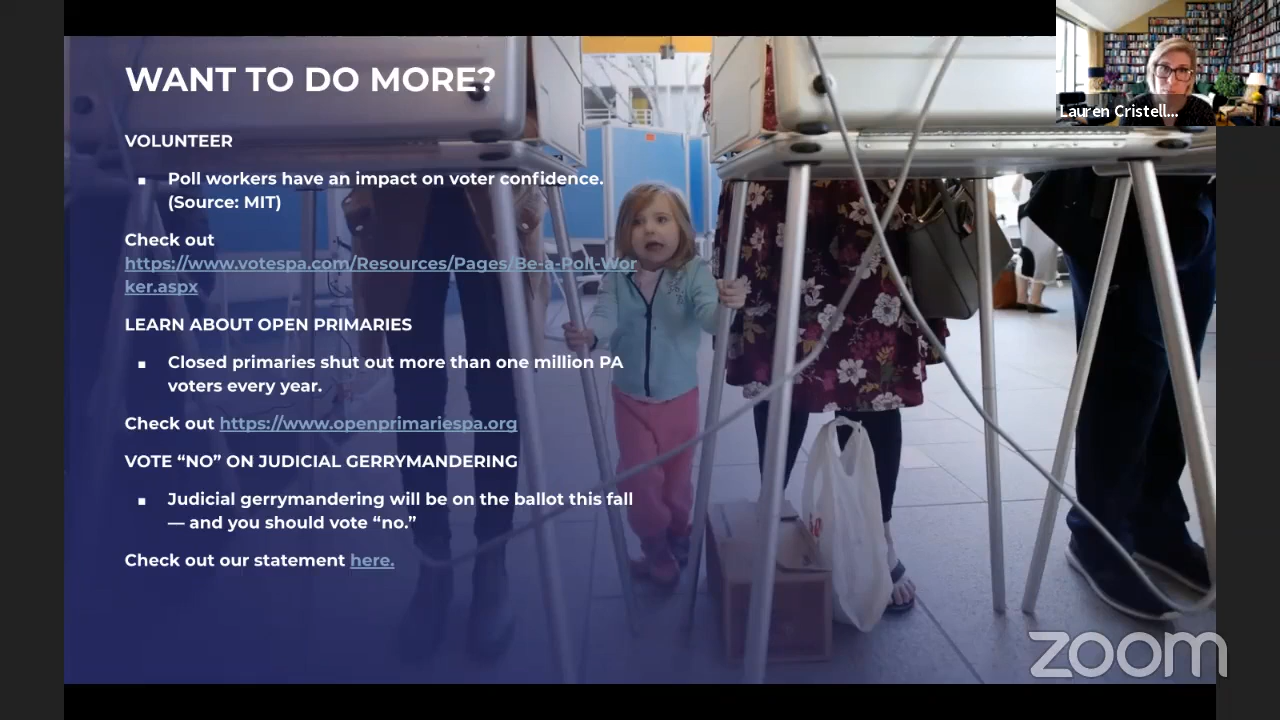 WANT TO DO MORE?
VOLUNTEER
▪ Poll workers have an impact on voter confidence.
(Source: MIT)
Check out
https://www.votespa.com/Resources/Pages/Be-a-Poll-Wor
ker.aspx
LEARN ABOUT OPEN PRIMARIES
▪ Closed primaries shut out more than one million PA
voters every year.
Check out https://www.openprimariespa.org
VOTE “NO” ON JUDICIAL GERRYMANDERING
▪ Judicial gerrymandering will be on the ballot this fall
— and you should vote “no.”
Check out our statement here.
Lauren Cristell...
zoom